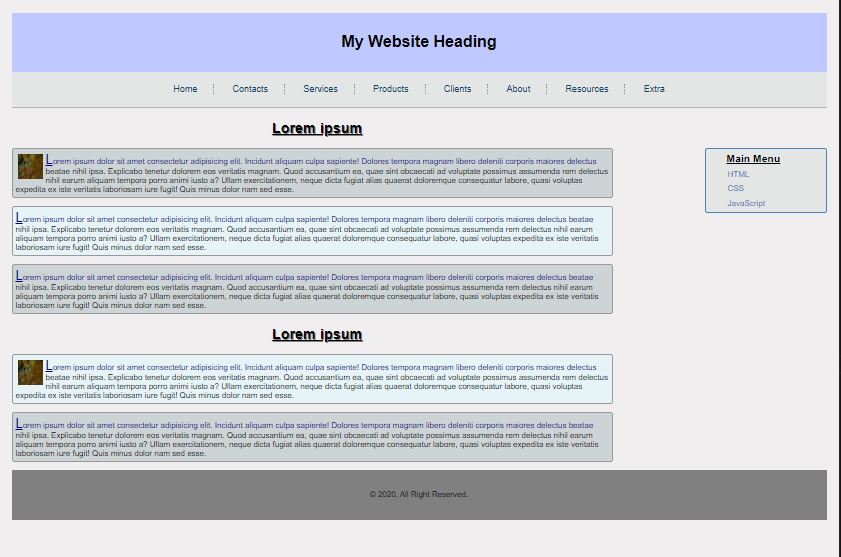 My Website Heading
Home Contacts Services Products Clients About Resources Extra
Lorem ipsum
Lorem ipsum dolor sit amet consectetur adipisicing elit. Incidunt aliquam culpa sapiente! Dolores tempora magnam libero deleniti corporis maiores delectus
beatae nihil ipsa. Explicabo tenetur dolorem eos veritatis magnam. Quod accusantium ea, quae sint obcaecati ad voluptate possimus assumenda rem delectus
nihil earum aliquam tempora porro animi iusto a? Ullam exercitationem, neque dicta fugiat alias quaerat doloremque consequatur labore, quasi voluptas
expedita ex iste veritatis laboriosam iure fugit! Quis minus dolor nam sed esse.
Lorem ipsum dolor sit amet consectetur adipisicing elit. Incidunt aliquam culpa sapiente! Dolores tempora magnam libero deleniti corporis maiores delectus beatae
nihil ipsa. Explicabo tenetur dolorem eos veritatis magnam. Quod accusantium ea, quae sint obcaecati ad voluptate possimus assumenda rem delectus nihil earum
aliquam tempora porro animi iusto a? Ullam exercitationem, neque dicta fugiat alias quaerat doloremque consequatur labore, quasi voluptas expedita ex iste veritatis
laboriosam iure fugit! Quis minus dolor nam sed esse.
Lorem ipsum dolor sit amet consectetur adipisicing elit. Incidunt aliquam culpa sapiente! Dolores tempora magnam libero deleniti corporis maiores delectus beatae
nihil ipsa. Explicabo tenetur dolorem eos veritatis magnam. Quod accusantium ea, quae sint obcaecati ad voluptate possimus assumenda rem delectus nihil earum
aliquam tempora porro animi iusto a? Ullam exercitationem, neque dicta fugiat alias quaerat doloremque consequatur labore, quasi voluptas expedita ex iste veritatis
laboriosam iure fugit! Quis minus dolor nam sed esse.
Lorem ipsum
Lorem ipsum dolor sit amet consectetur adipisicing elit. Incidunt aliquam culpa sapiente! Dolores tempora magnam libero deleniti corporis maiores delectus
beatae nihil ipsa. Explicabo tenetur dolorem eos veritatis magnam. Quod accusantium ea, quae sint obcaecati ad voluptate possimus assumenda rem delectus
nihil earum aliquam tempora porro animi iusto a? Ullam exercitationem, neque dicta fugiat alias quaerat doloremque consequatur labore, quasi voluptas
expedita ex iste veritatis laboriosam iure fugit! Quis minus dolor nam sed esse.
Lorem ipsum dolor sit amet consectetur adipisicing elit. Incidunt aliquam culpa sapiente! Dolores tempora magnam libero deleniti corporis maiores delectus beatae
nihil ipsa. Explicabo tenetur dolorem eos veritatis magnam. Quod accusantium ea, quae sint obcaecati ad voluptate possimus assumenda rem delectus nihil earum
aliquam tempora porro animi iusto a? Ullam exercitationem, neque dicta fugiat alias quaerat doloremque consequatur labore, quasi voluptas expedita ex iste veritatis
laboriosam iure fugit! Quis minus dolor nam sed esse.
Main Menu
HTML
CSS
JavaScript
© 2020, All Right Reserved.